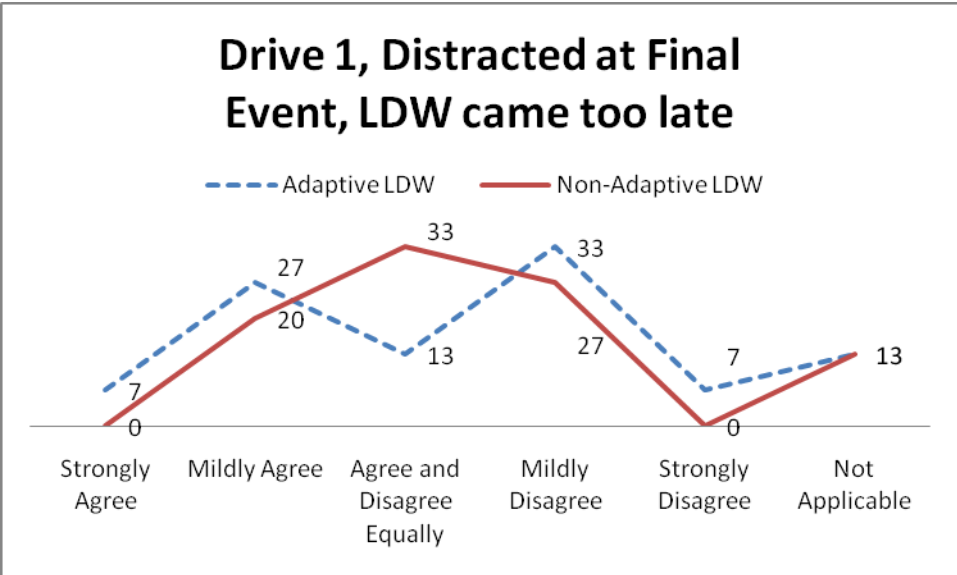 Drive 1, Distracted at Final
Event, LDW came too late
Adaptive LDW
Non-Adaptive LDW
33
33
27
20
13
27
7
7
13
0
0
Strongly
Agree
Mildly Agree
Agree and
Disagree
Equally
Mildly
Disagree
Strongly
Disagree
Not
Applicable